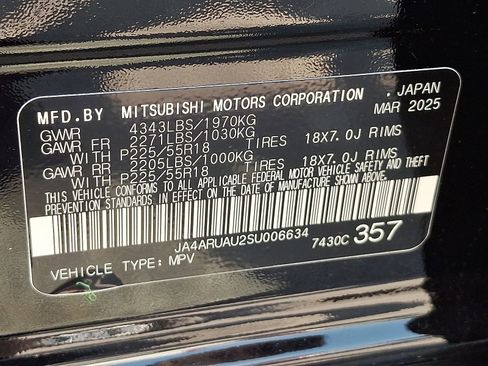 MFD.BY MITSUBISHI MOTORS CORPORATION, JAPAN
GVWR 4343LBS/1970KG MAR 2025
GAWR FR 2271LBS/1030KG
WITH P225/55R18 TIRES 18X7.0J RIMS
GAWR RR 2206LBS/1000KG
WITH P225/55R18 TIRES 18X7.0J RIMS
THIS VEHICLE CONFORMS TO ALL APPLICABLE FEDERAL MOTOR VEHICLE SAFETY AND THEFT
PREVENTION STANDARDS IN EFFECT ON THE DATE OF MANUFACTURE SHOWN ABOVE.
JA4ARUAU2SU006634 7430C 357
VEHICLE TYPE: MPV